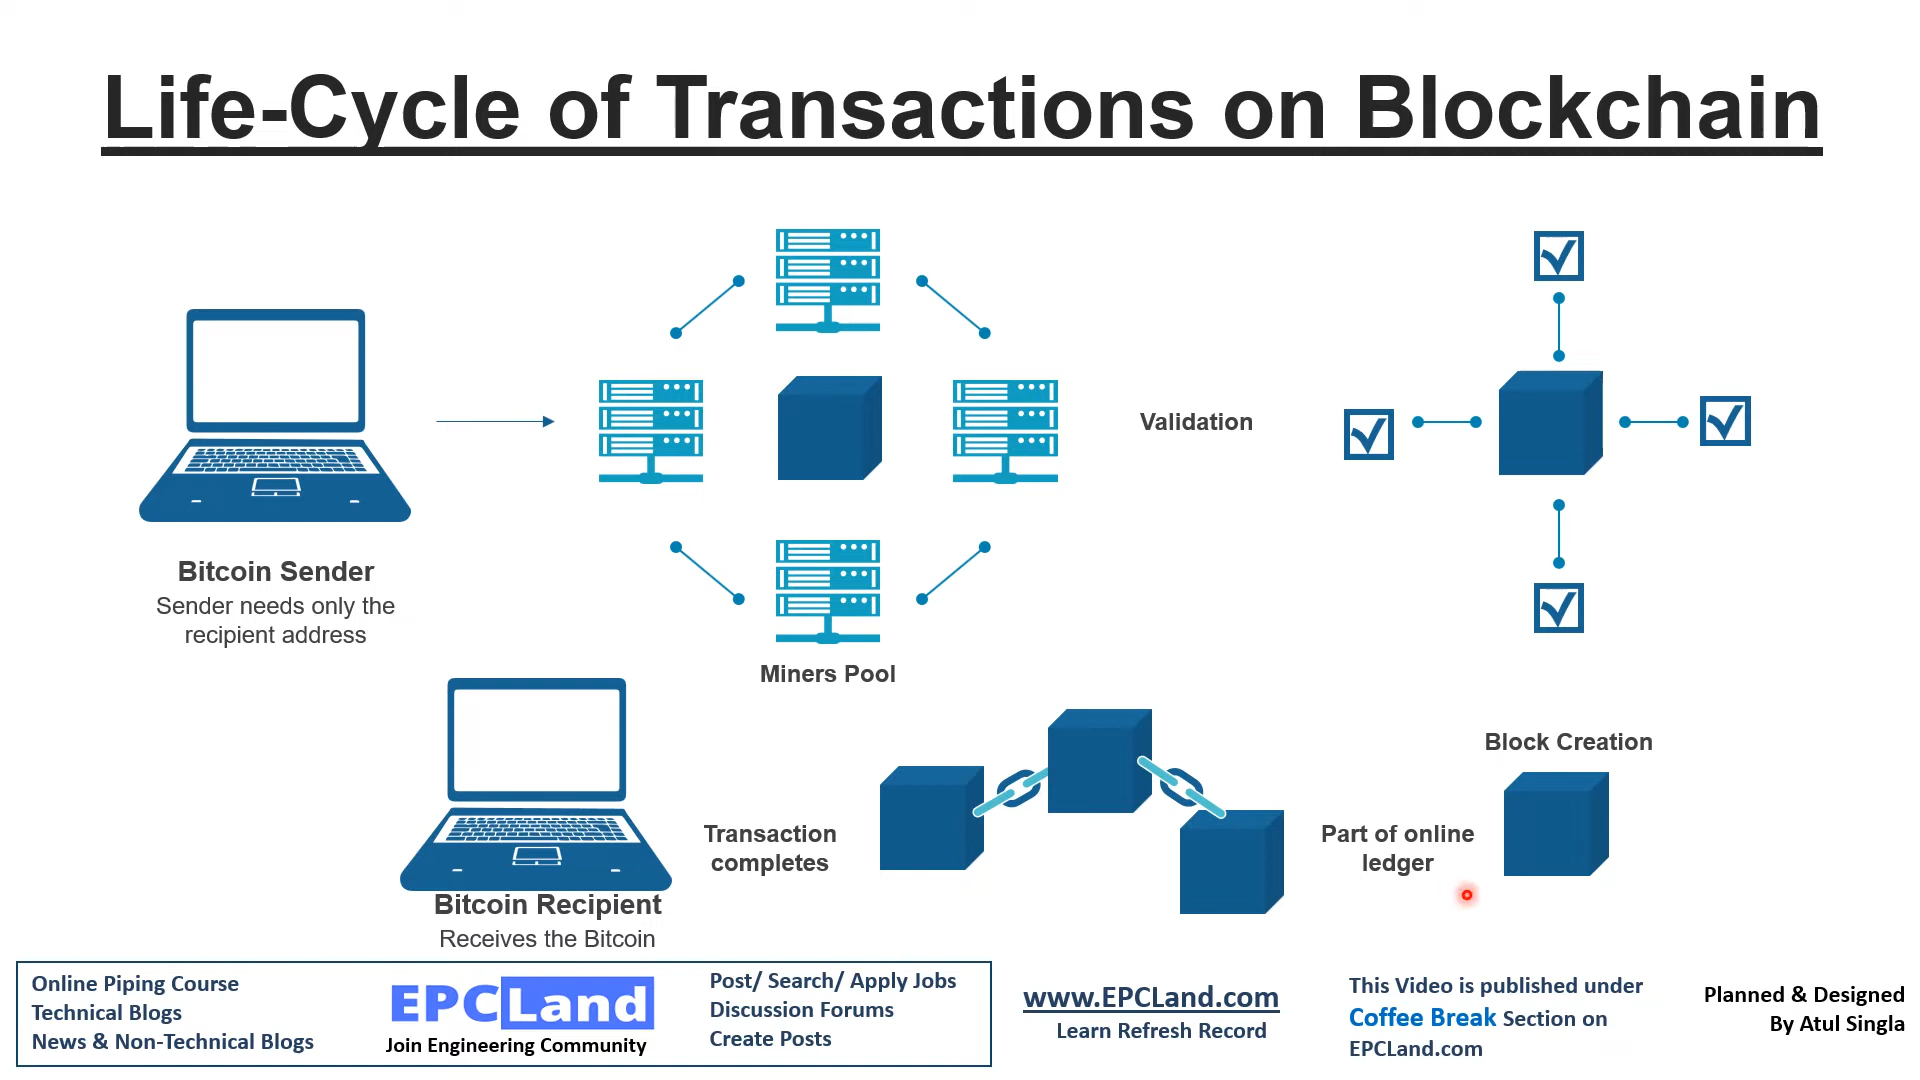 Life-Cycle of Transactions on Blockchain
Bitcoin Sender
Sender needs only the
recipient address
Miners Pool
Validation
Block Creation
Part of online
ledger
Transaction
completes
Bitcoin Recipient
Receives the Bitcoin
Online Piping Course
Technical Blogs
News & Non-Technical Blogs
EPCLand
Join Engineering Community
Post/ Search/ Apply Jobs
Discussion Forums
Create Posts
www.EPCLand.com
Learn Refresh Record
This Video is published under
Coffee Break Section on
EPCLand.com
Planned & Designed
By Atul Singla